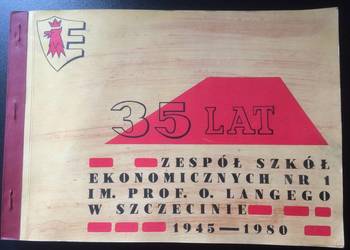 E
35 LAT
ZESPÓŁ SZKÓŁ
EKONOMICZNYCH NR 1
IM. PROF. O. LANGEGO
W SZCZECINIE
1945—1980